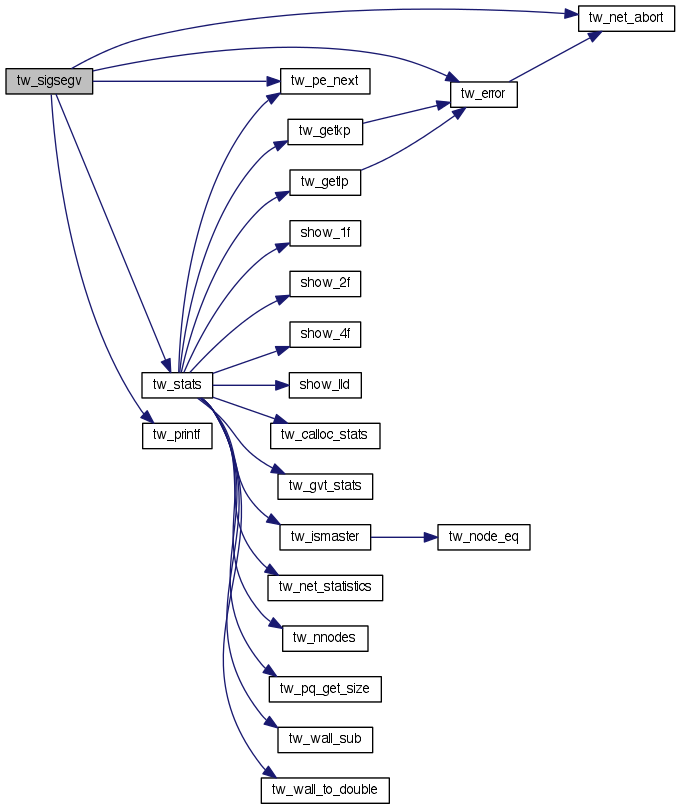 tw_net_abort
tw_sigsegv
tw_pe_next
tw_error
tw_getkp
tw_getlp
show_1f
show_2f
show_4f
tw_stats
show_lld
tw_printf
tw_calloc_stats
tw_gvt_stats
tw_ismaster
tw_node_eq
tw_net_statistics
tw_nnodes
tw_pq_get_size
tw_wall_sub
tw_wall_to_double